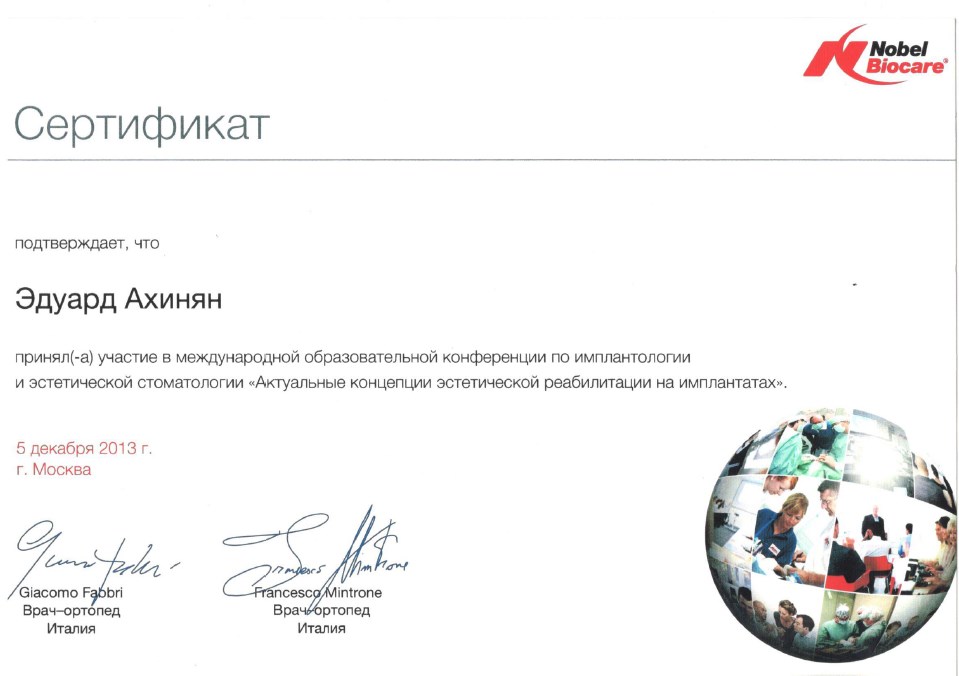 Nobel
Biocare®
Сертификат
подтверждает, что
Эдуард Ахинян
принял(-а) участие в международной образовательной конференции по имплантологии
и эстетической стоматологии «Актуальные концепции эстетической реабилитации на имплантатах».
5 декабря 2013 г.
г. Москва
Giacomo Fabbri
Врач–ортопед
Италия
Francesco Mintrone
Врач–ортопед
Италия